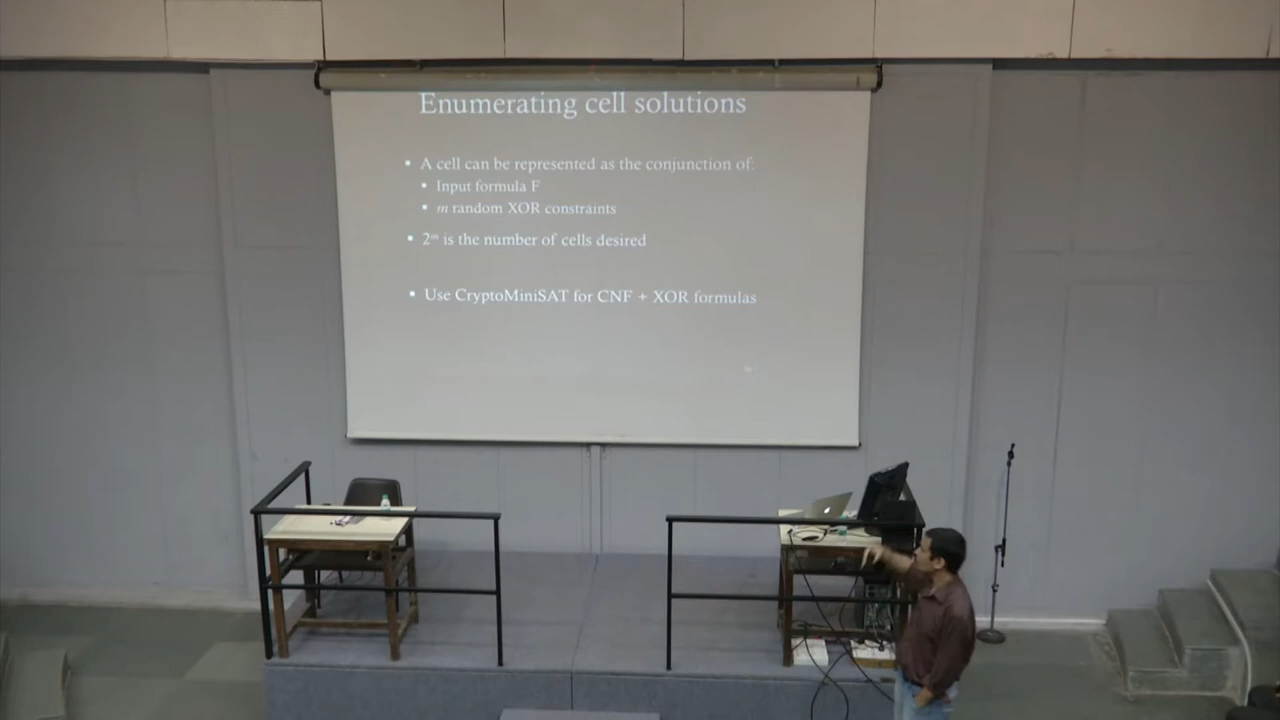 Enumerating cell solutions
▪ A cell can be represented as the conjunction of:
▪ Input formula F
▪ m random XOR constraints
▪ 2ᵐ is the number of cells desired
▪ Use CryptoMiniSAT for CNF + XOR formulas